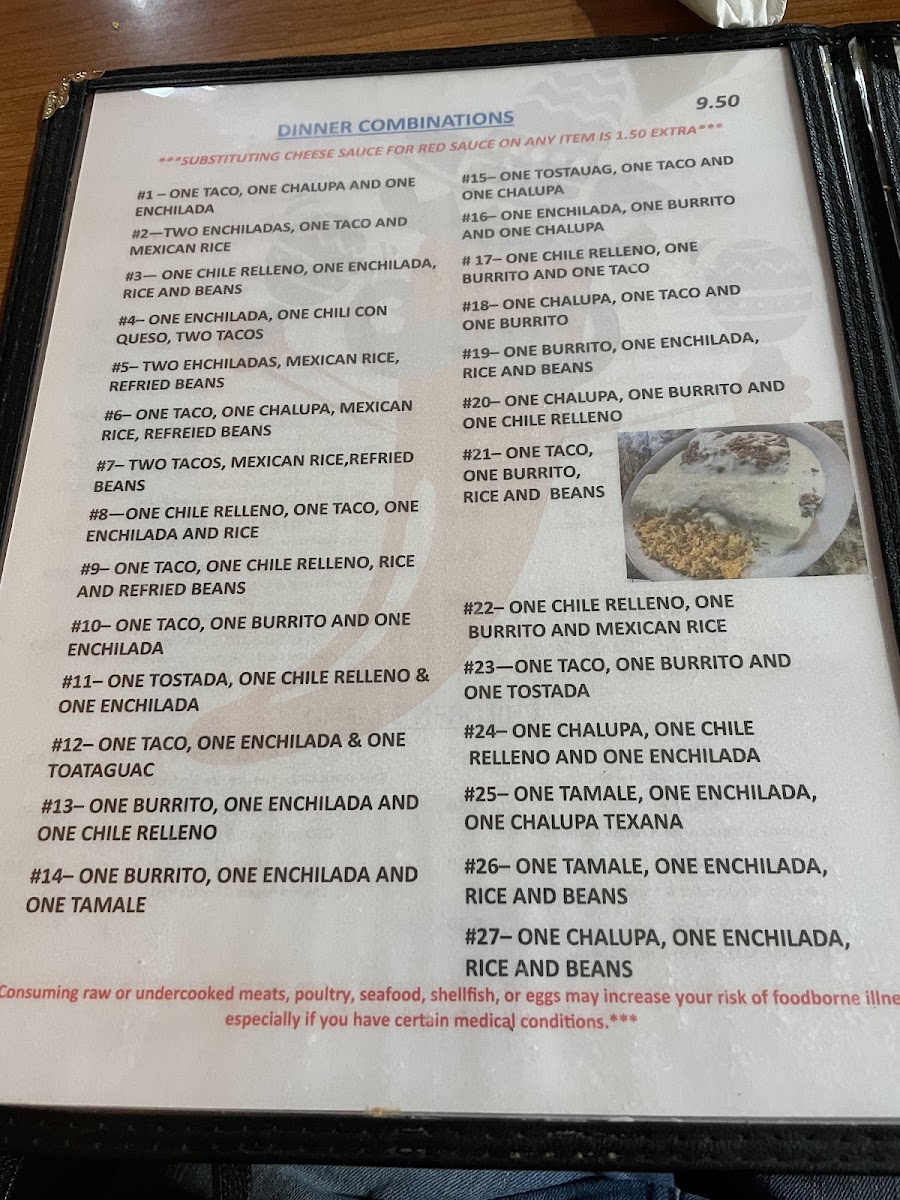 9.50
DINNER COMBINATIONS
***SUBSTITUTING CHEESE SAUCE FOR RED SAUCE ON ANY ITEM IS 1.50 EXTRA***
#1 – ONE TACO, ONE CHALUPA AND ONE
ENCHILADA
#2—TWO ENCHILADAS, ONE TACO AND
MEXICAN RICE
#3— ONE CHILE RELLENO, ONE ENCHILADA,
RICE AND BEANS
#4– ONE ENCHILADA, ONE CHILI CON
QUESO, TWO TACOS
#5– TWO EHCHILADAS, MEXICAN RICE,
REFRIED BEANS
#6– ONE TACO, ONE CHALUPA, MEXICAN
RICE, REFREIED BEANS
#7– TWO TACOS, MEXICAN RICE,REFRIED
BEANS
#8—ONE CHILE RELLENO, ONE TACO, ONE
ENCHILADA AND RICE
#9– ONE TACO, ONE CHILE RELLENO, RICE
AND REFRIED BEANS
#10– ONE TACO, ONE BURRITO AND ONE
ENCHILADA
#11– ONE TOSTADA, ONE CHILE RELLENO &
ONE ENCHILADA
#12– ONE TACO, ONE ENCHILADA & ONE
TOATAGUAC
#13– ONE BURRITO, ONE ENCHILADA AND
ONE CHILE RELLENO
#14– ONE BURRITO, ONE ENCHILADA AND
ONE TAMALE
#15– ONE TOSTAUAG, ONE TACO AND
ONE CHALUPA
#16– ONE ENCHILADA, ONE BURRITO
AND ONE CHALUPA
# 17– ONE CHILE RELLENO, ONE
BURRITO AND ONE TACO
#18– ONE CHALUPA, ONE TACO AND
ONE BURRITO
#19– ONE BURRITO, ONE ENCHILADA,
RICE AND BEANS
#20– ONE CHALUPA, ONE BURRITO AND
ONE CHILE RELLENO
#21– ONE TACO,
ONE BURRITO,
RICE AND BEANS
#22– ONE CHILE RELLENO, ONE
BURRITO AND MEXICAN RICE
#23—ONE TACO, ONE BURRITO AND
ONE TOSTADA
#24– ONE CHALUPA, ONE CHILE
RELLENO AND ONE ENCHILADA
#25– ONE TAMALE, ONE ENCHILADA,
ONE CHALUPA TEXANA
#26– ONE TAMALE, ONE ENCHILADA,
RICE AND BEANS
#27– ONE CHALUPA, ONE ENCHILADA,
RICE AND BEANS
Consuming raw or undercooked meats, poultry, seafood, shellfish, or eggs may increase your risk of foodborne illne
especially if you have certain medical conditions.***